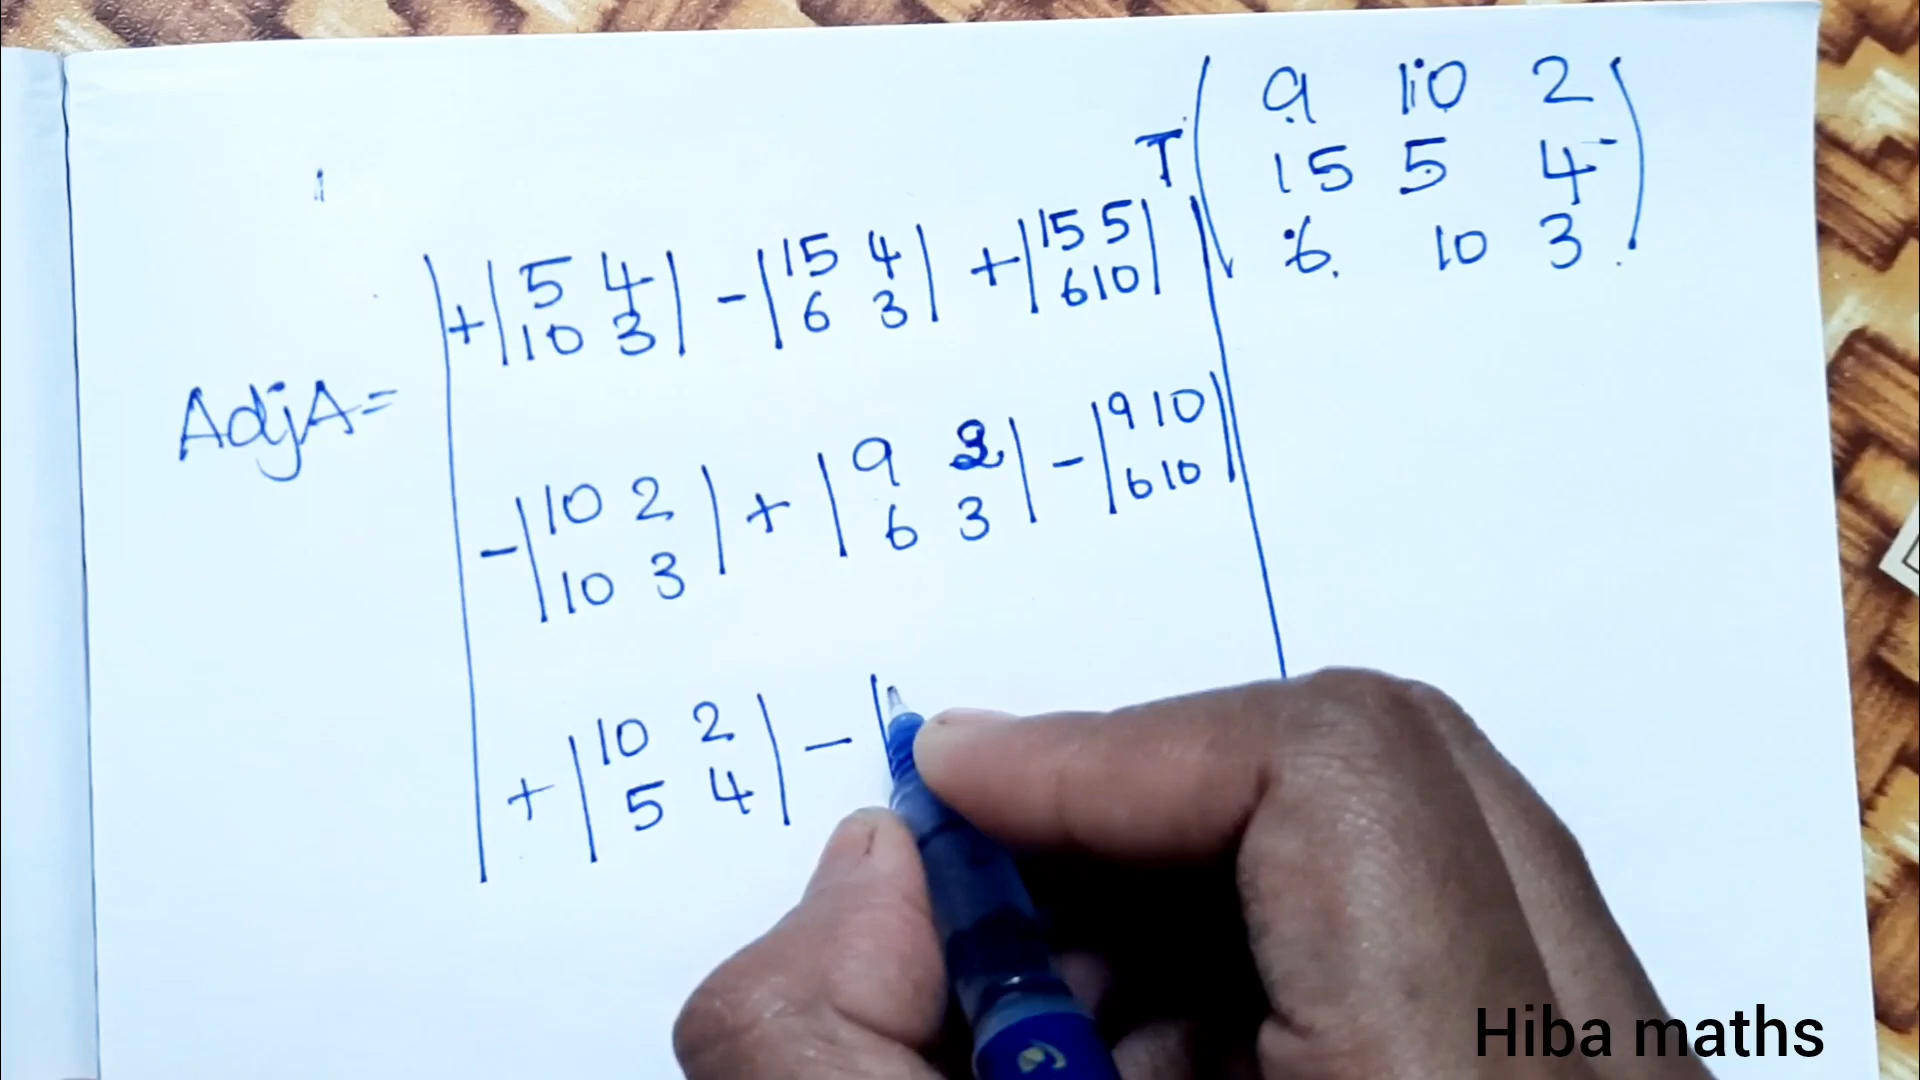 T ( 9 10 2 )
15 5 4
6 10 3
AdjA = | +|5 4| -|15 4| +|15 5| |
|10 3| |6 3| |6 10|
-|10 2| + |9 2| - |9 10|
|10 3| |6 3| |6 10|
+ |10 2| - |
|5 4|
Hiba maths